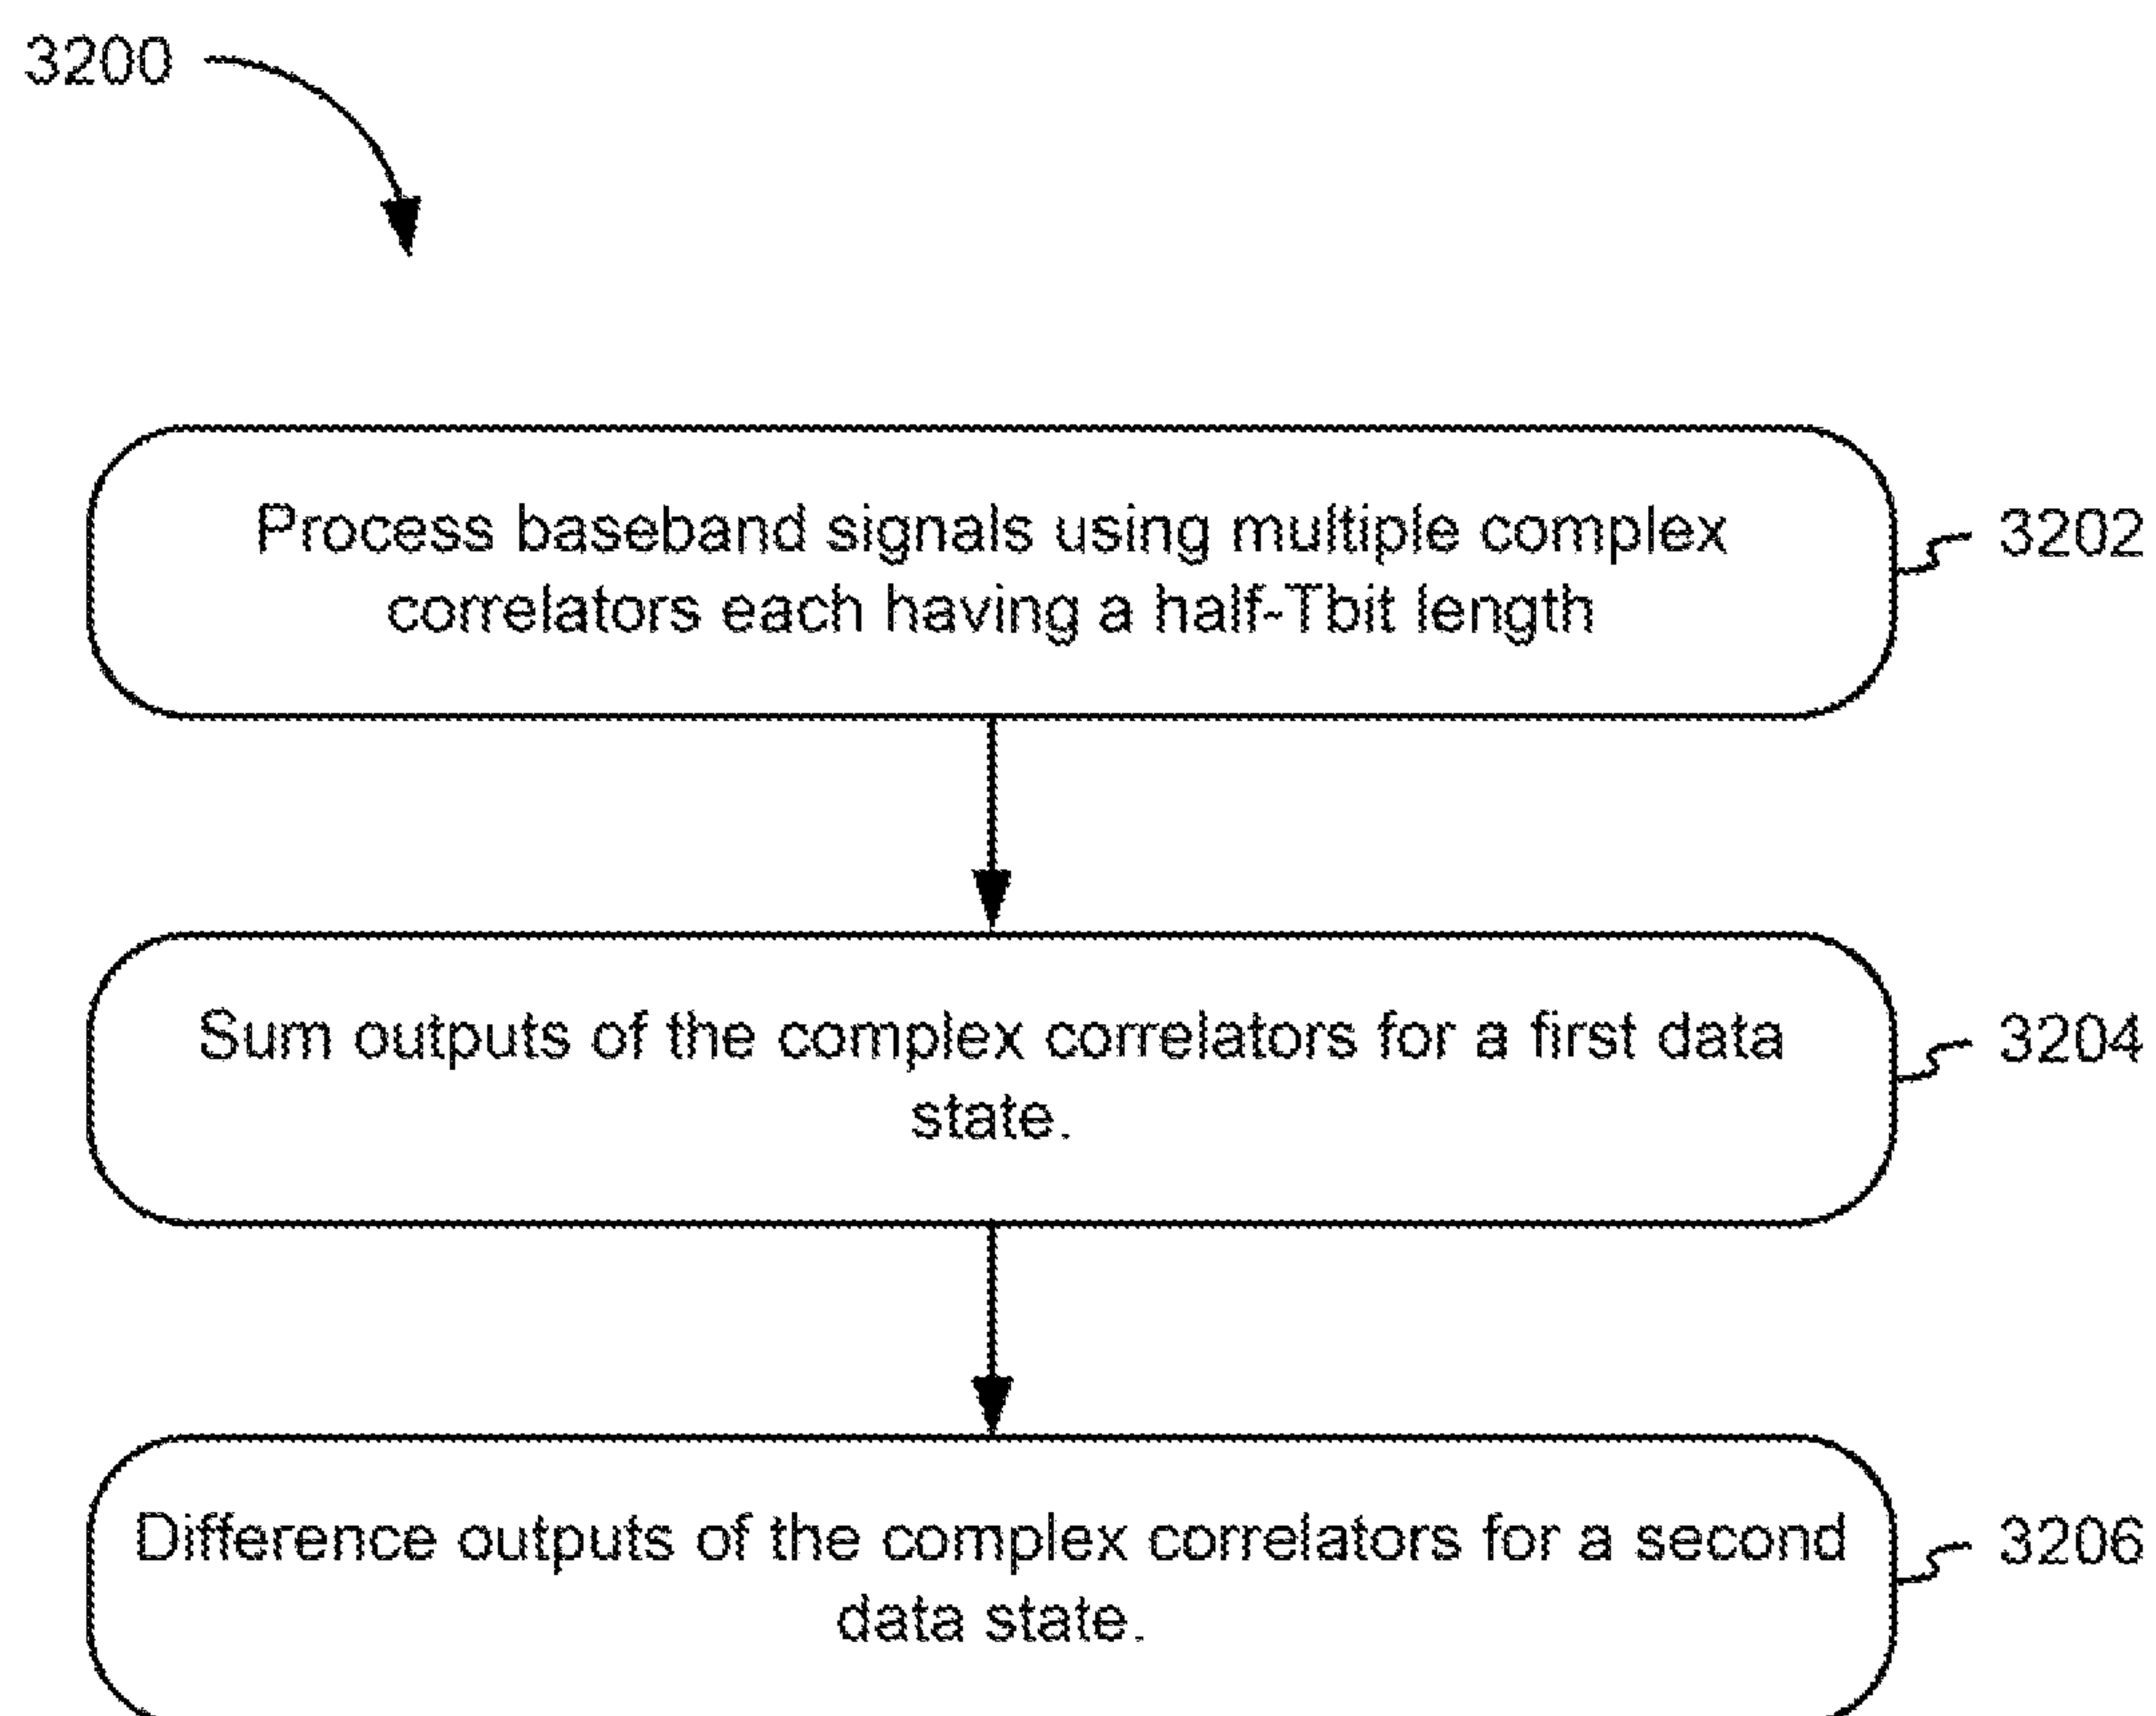 3200
Process baseband signals using multiple complex
correlators each having a half-Tbit length
3202
Sum outputs of the complex correlators for a first data
state.
3204
Difference outputs of the complex correlators for a second
data state.
3206